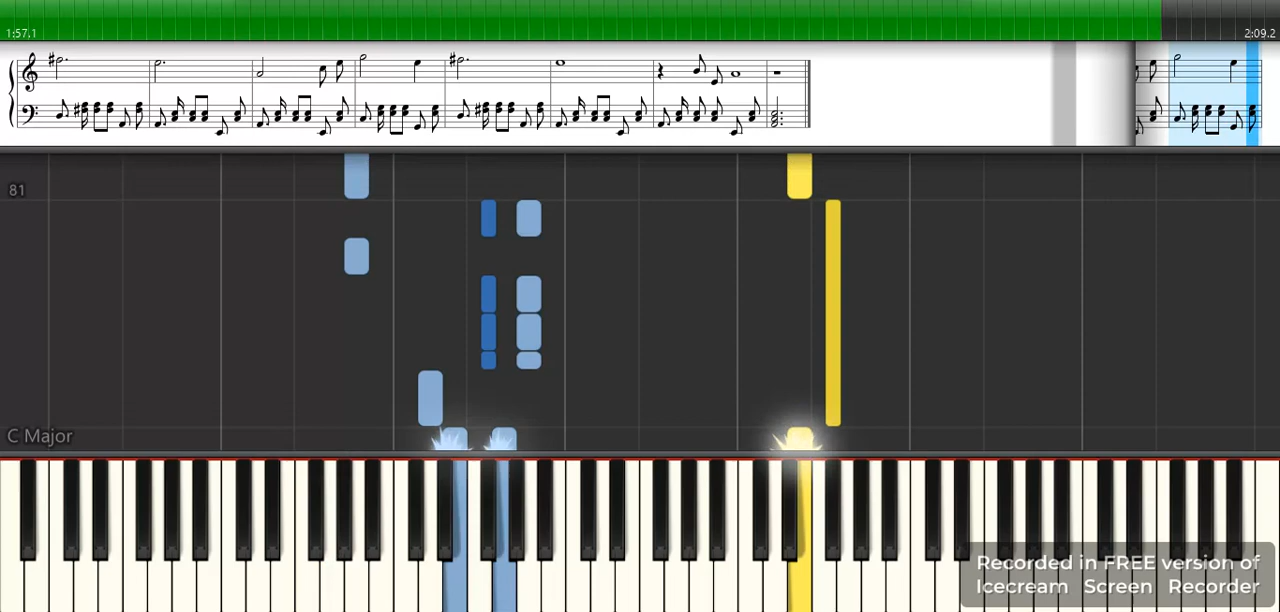 1:57.1
2:09.2
81
C Major
Recorded in FREE version of
Icecream Screen Recorder